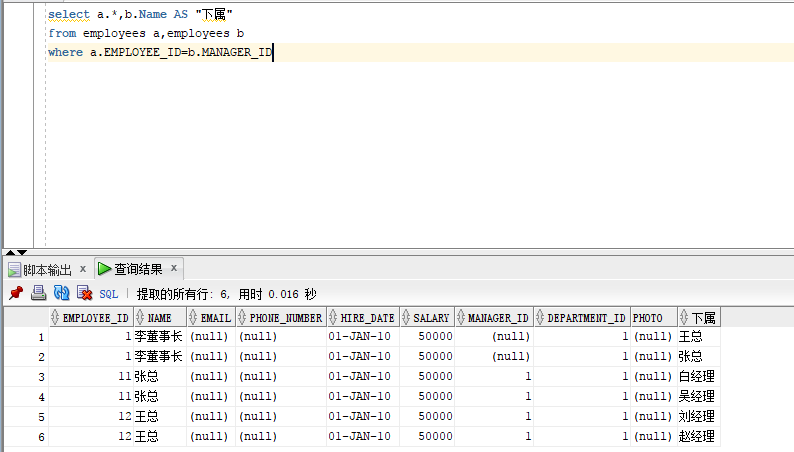 select a.*,b.Name AS "下属"
from employees a,employees b
where a.EMPLOYEE_ID=b.MANAGER_ID
脚本输出 x 查询结果 x
SQL | 提取的所有行: 6, 用时 0.016 秒
EMPLOYEE_ID NAME EMAIL PHONE_NUMBER HIRE_DATE SALARY MANAGER_ID DEPARTMENT_ID PHOTO 下属
1 1 李董事长 (null) (null) 01-JAN-10 50000 (null) 1 (null) 王总
2 1 李董事长 (null) (null) 01-JAN-10 50000 (null) 1 (null) 张总
3 11 张总 (null) (null) 01-JAN-10 50000 1 1 (null) 白经理
4 11 张总 (null) (null) 01-JAN-10 50000 1 1 (null) 吴经理
5 12 王总 (null) (null) 01-JAN-10 50000 1 1 (null) 刘经理
6 12 王总 (null) (null) 01-JAN-10 50000 1 1 (null) 赵经理